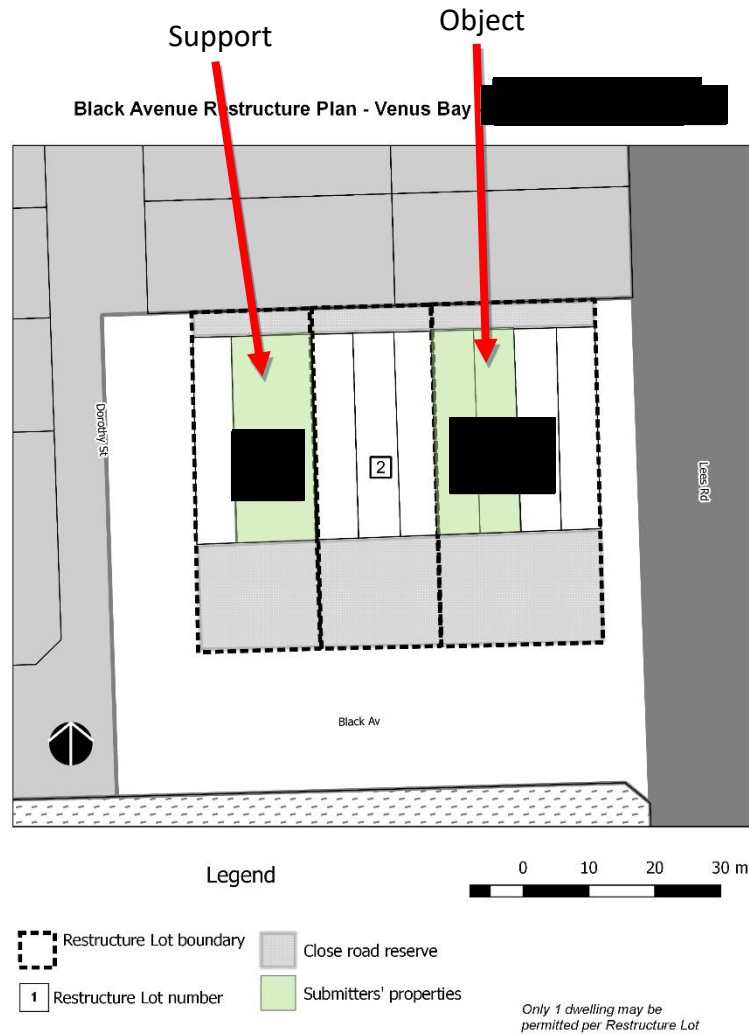 Support
Object
Black Avenue Restructure Plan - Venus Bay
Dorothy St
2
Lees Rd
Black Av
Legend
0 10 20 30 m
Restructure Lot boundary
Close road reserve
1 Restructure Lot number
Submitters' properties
Only 1 dwelling may be
permitted per Restructure Lot